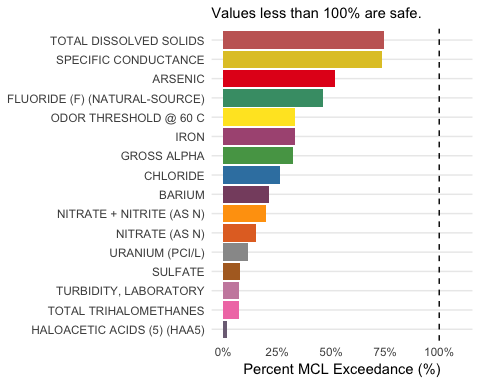 Values less than 100% are safe.
TOTAL DISSOLVED SOLIDS
SPECIFIC CONDUCTANCE
ARSENIC
FLUORIDE (F) (NATURAL-SOURCE)
ODOR THRESHOLD @ 60 C
IRON
GROSS ALPHA
CHLORIDE
BARIUM
NITRATE + NITRITE (AS N)
NITRATE (AS N)
URANIUM (PCI/L)
SULFATE
TURBIDITY, LABORATORY
TOTAL TRIHALOMETHANES
HALOACETIC ACIDS (5) (HAA5)
0% 25% 50% 75% 100%
Percent MCL Exceedance (%)